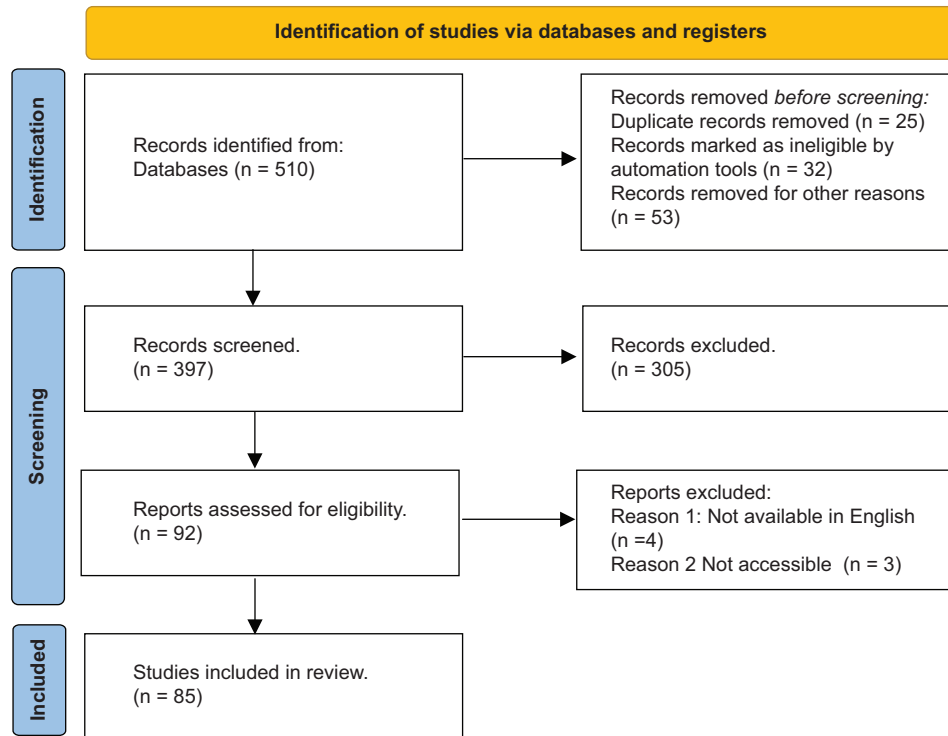 Identification of studies via databases and registers
Identification
Records identified from:
Databases (n = 510)
Records removed before screening:
Duplicate records removed (n = 25)
Records marked as ineligible by
automation tools (n = 32)
Records removed for other reasons
(n = 53)
Screening
Records screened.
(n = 397)
Records excluded.
(n = 305)
Reports assessed for eligibility.
(n = 92)
Reports excluded:
Reason 1: Not available in English
(n =4)
Reason 2 Not accessible  (n = 3)
Included
Studies included in review.
(n = 85)